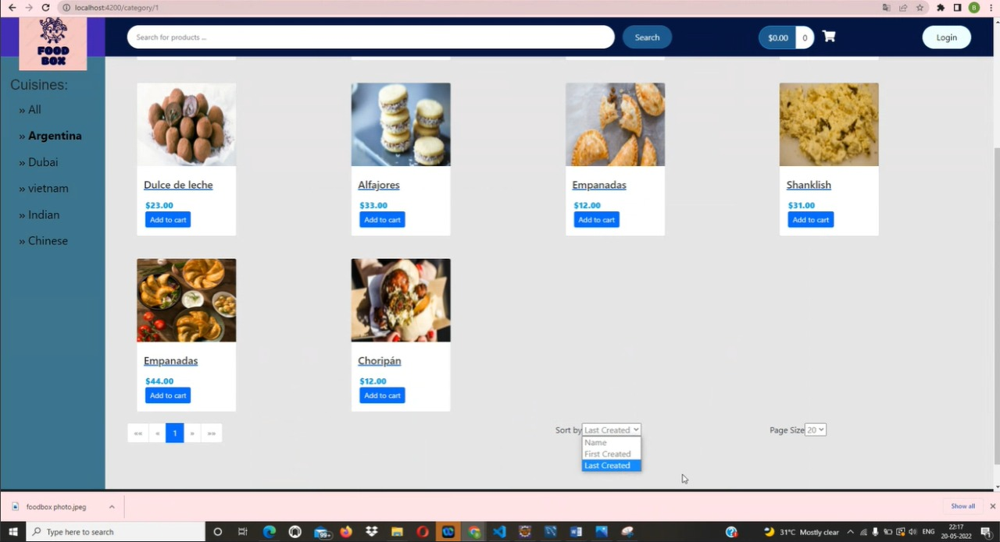 localhost:4200/category/1
B
FOOD
BOX
Search for products ...
Search
$0.00 0
Login
Cuisines:
» All
» Argentina
» Dubai
» vietnam
» Indian
» Chinese
Dulce de leche
$23.00
Add to cart
Alfajores
$33.00
Add to cart
Empanadas
$12.00
Add to cart
Shanklish
$31.00
Add to cart
Empanadas
$44.00
Add to cart
Choripán
$12.00
Add to cart
«« « 1 » »»
Sort by Last Created
Name
First Created
Last Created
Page Size 20
foodbox photo.jpeg
Show all
Type here to search
99+
31°C Mostly clear
ENG
22:17
20-05-2022